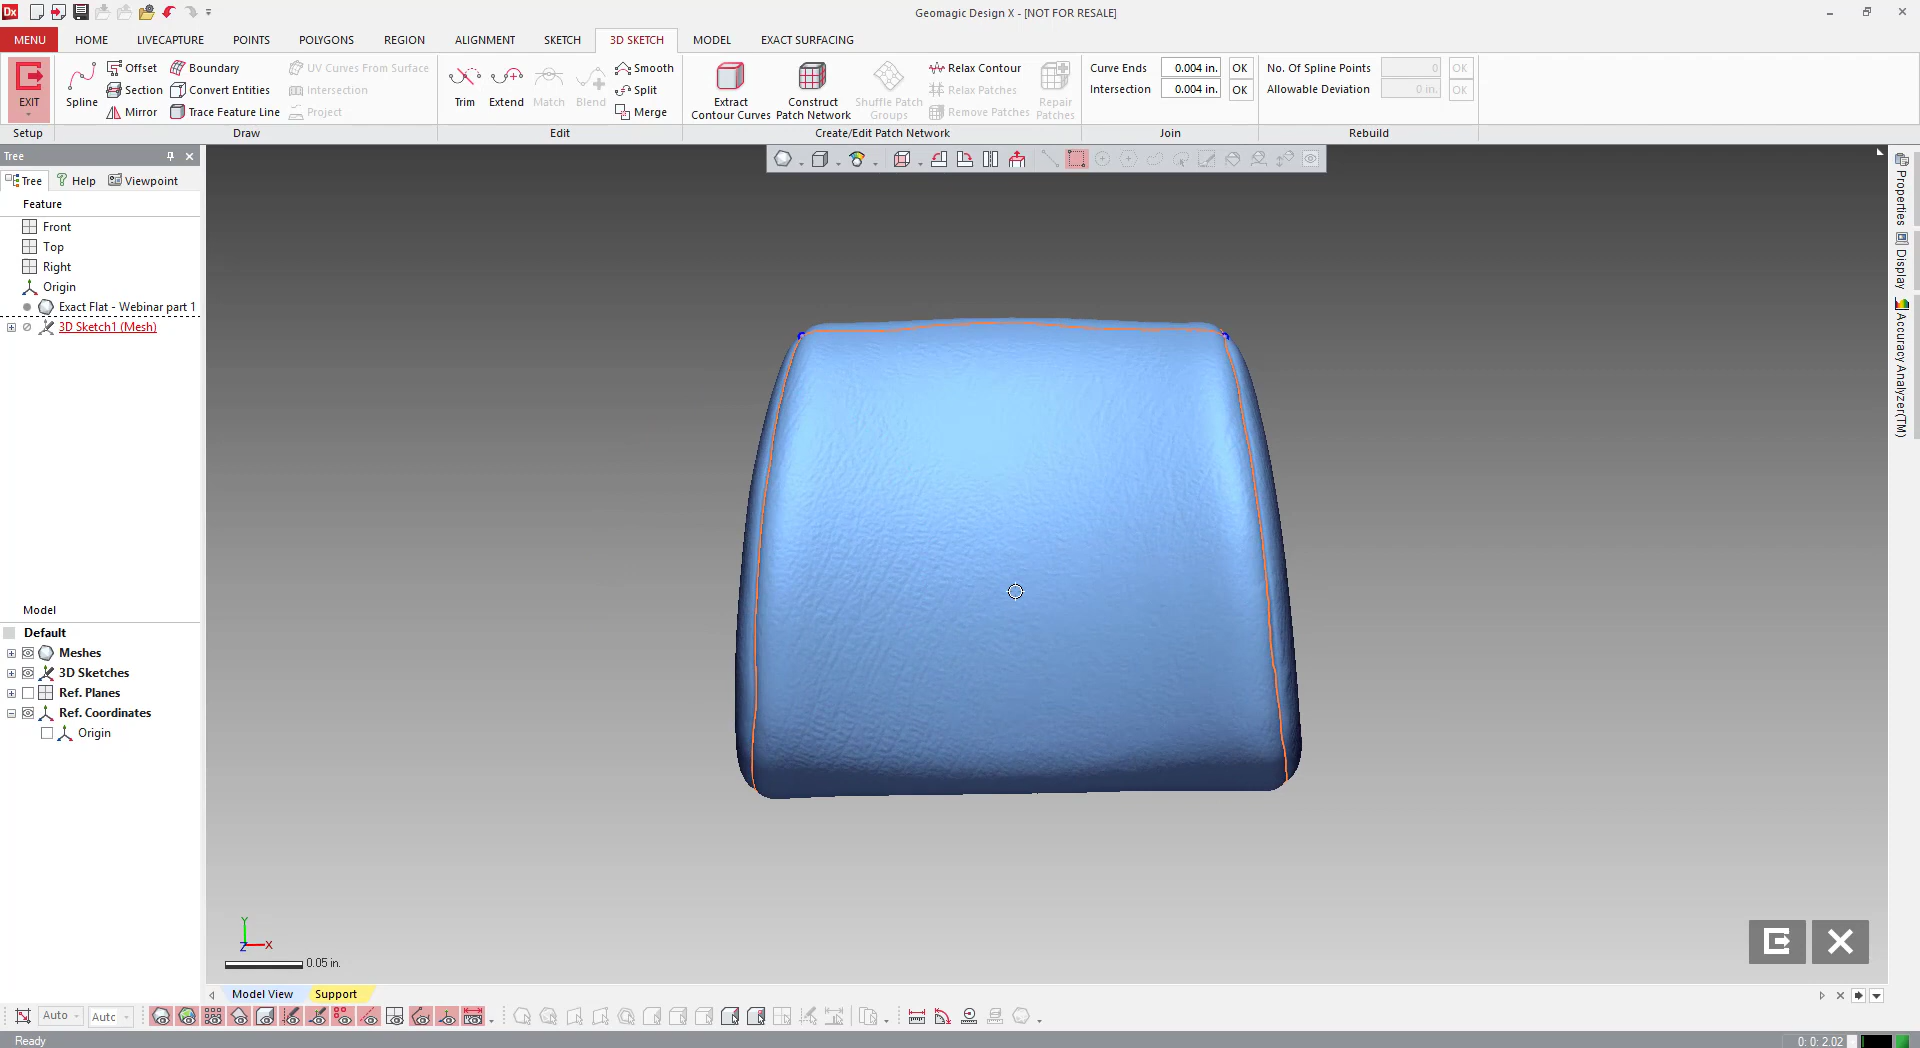 Dx
Geomagic Design X - [NOT FOR RESALE]
MENU HOME LIVECAPTURE POINTS POLYGONS REGION ALIGNMENT SKETCH 3D SKETCH MODEL EXACT SURFACING
Offset Boundary UV Curves From Surface Smooth Relax Contour Curve Ends 0.004 in. OK No. Of Spline Points 0 OK
Section Convert Entities Intersection Split Relax Patches Intersection 0.004 in. OK Allowable Deviation 0 in. OK
EXIT Spline Mirror Trace Feature Line Project Trim Extend Match Blend Merge Extract Contour Curves Construct Patch Network Shuffle Patch Groups Remove Patches Repair Patches
Setup Draw Edit Create/Edit Patch Network Join Rebuild
Tree
Tree Help Viewpoint
Feature
Front
Top
Right
Origin
Exact Flat - Webinar part 1
3D Sketch1 (Mesh)
Model
Default
Meshes
3D Sketches
Ref. Planes
Ref. Coordinates
Origin
Properties
Display
Accuracy Analyzer(TM)
Y
Z X
0.05 in.
Model View Support
Auto Auto
Ready
0: 0: 2.02